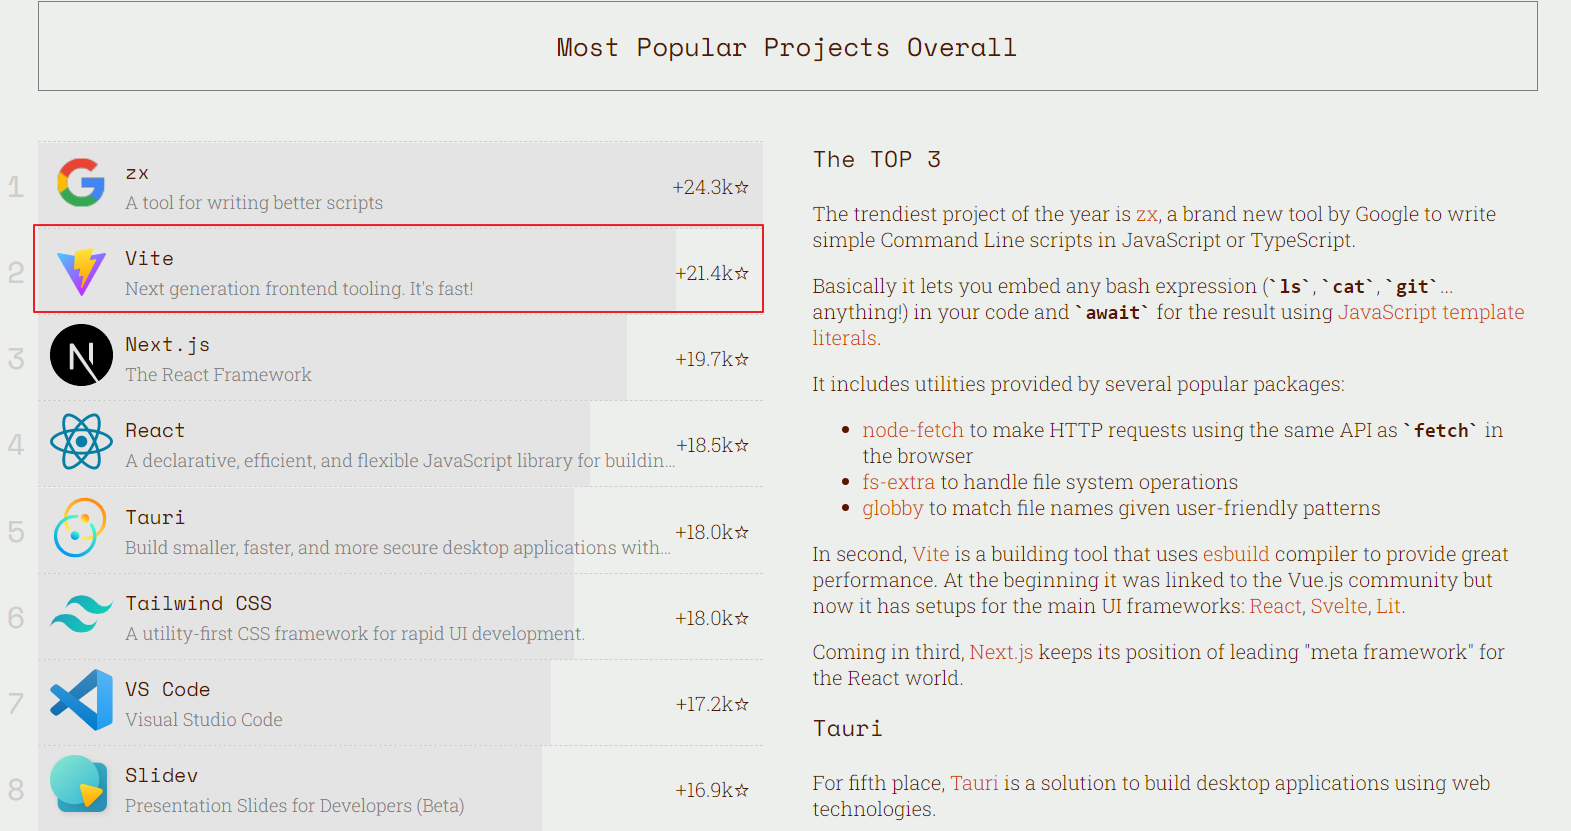 Most Popular Projects Overall
1
zx
A tool for writing better scripts
+24.3k☆
2
Vite
Next generation frontend tooling. It's fast!
+21.4k☆
3
Next.js
The React Framework
+19.7k☆
4
React
A declarative, efficient, and flexible JavaScript library for buildin...
+18.5k☆
5
Tauri
Build smaller, faster, and more secure desktop applications with...
+18.0k☆
6
Tailwind CSS
A utility-first CSS framework for rapid UI development.
+18.0k☆
7
VS Code
Visual Studio Code
+17.2k☆
8
Slidev
Presentation Slides for Developers (Beta)
+16.9k☆
The TOP 3
The trendiest project of the year is zx, a brand new tool by Google to write
simple Command Line scripts in JavaScript or TypeScript.
Basically it lets you embed any bash expression (`ls`, `cat`, `git`...
anything!) in your code and `await` for the result using JavaScript template
literals.
It includes utilities provided by several popular packages:
• node-fetch to make HTTP requests using the same API as `fetch` in
the browser
• fs-extra to handle file system operations
• globby to match file names given user-friendly patterns
In second, Vite is a building tool that uses esbuild compiler to provide great
performance. At the beginning it was linked to the Vue.js community but
now it has setups for the main UI frameworks: React, Svelte, Lit.
Coming in third, Next.js keeps its position of leading "meta framework" for
the React world.
Tauri
For fifth place, Tauri is a solution to build desktop applications using web
technologies.